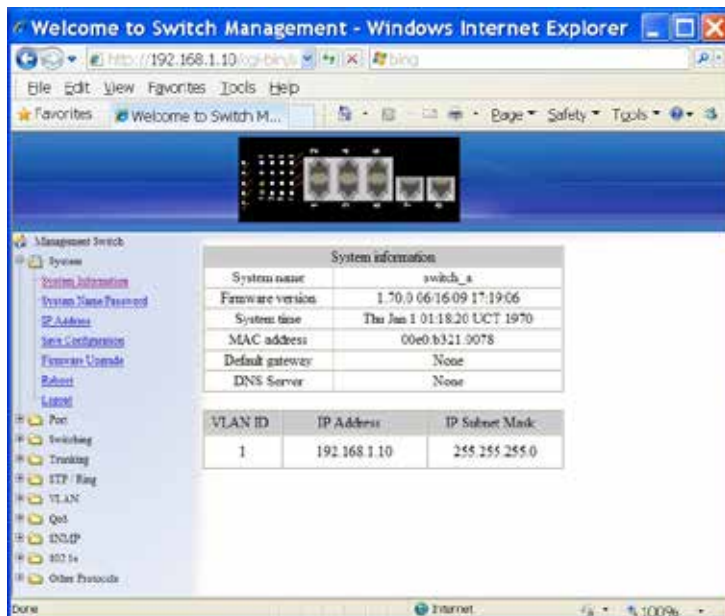 Welcome to Switch Management - Windows Internet Explorer
http://192.168.1.10/cgi-bin/s bing
File Edit View Favorites Tools Help
Favorites Welcome to Switch M... Page Safety Tools
Management Switch
System
System Information
System Name/Password
IP Address
Save Configuration
Firmware Upgrade
Reboot
Logout
Port
Switching
Trunking
STP / Ring
VLAN
QoS
SNMP
802.1x
Other Protocols
System information
System name switch_a
Firmware version 1.70.0 06/16/09 17:19:06
System time Thu Jan 1 01:18:20 UCT 1970
MAC address 00e0.b321.0078
Default gateway None
DNS Server None
VLAN ID IP Address IP Subnet Mask
1 192.168.1.10 255.255.255.0
Done Internet 100%